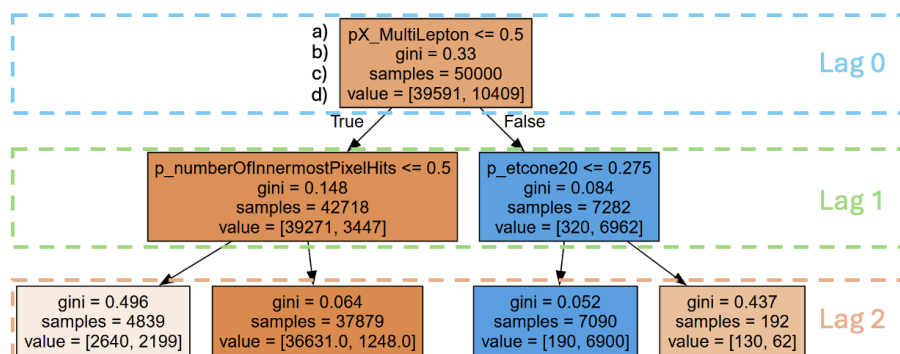 a) pX_MultiLepton <= 0.5
b) gini = 0.33
c) samples = 50000
d) value = [39591, 10409]
Lag 0
True
False
p_numberOfInnermostPixelHits <= 0.5
gini = 0.148
samples = 42718
value = [39271, 3447]
p_etcone20 <= 0.275
gini = 0.084
samples = 7282
value = [320, 6962]
Lag 1
gini = 0.496
samples = 4839
value = [2640, 2199]
gini = 0.064
samples = 37879
value = [36631.0, 1248.0]
gini = 0.052
samples = 7090
value = [190, 6900]
gini = 0.437
samples = 192
value = [130, 62]
Lag 2